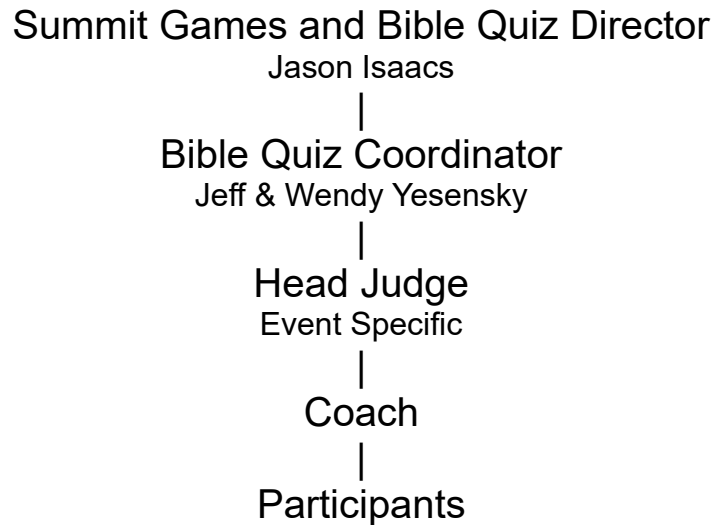 Summit Games and Bible Quiz Director
Jason Isaacs
Bible Quiz Coordinator
Jeff & Wendy Yesensky
Head Judge
Event Specific
Coach
Participants